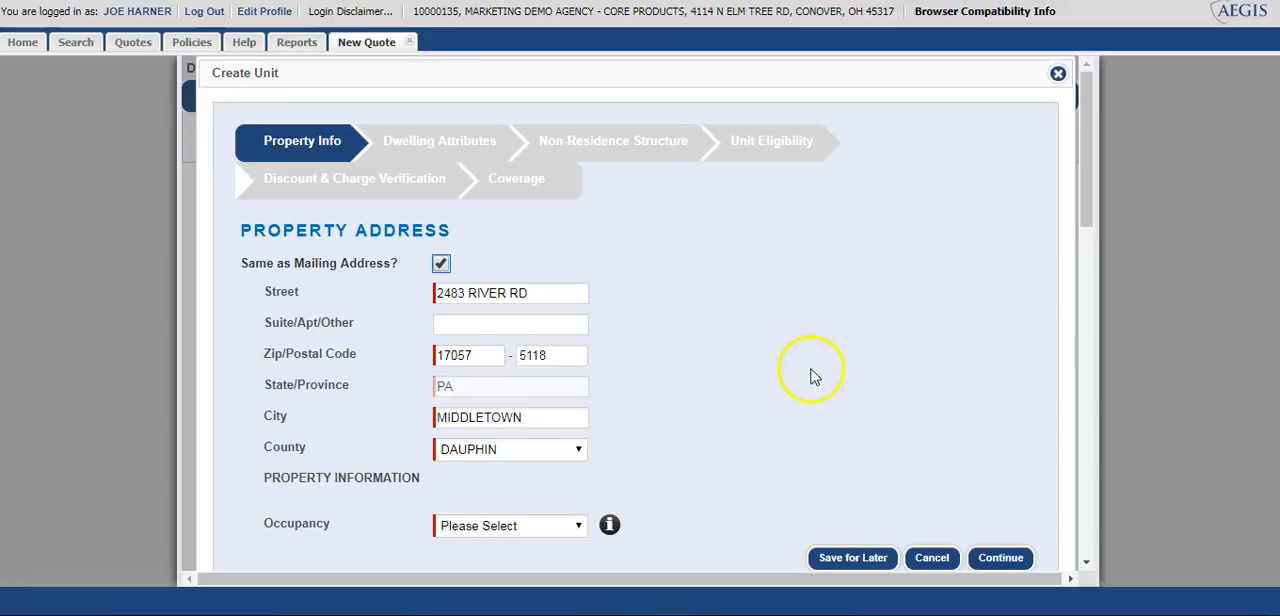 You are logged in as: JOE HARNER Log Out Edit Profile Login Disclaimer... 10000135, MARKETING DEMO AGENCY - CORE PRODUCTS, 4114 N ELM TREE RD, CONOVER, OH 45317 Browser Compatibility Info AEGIS
Home Search Quotes Policies Help Reports New Quote
D Create Unit
Property Info Dwelling Attributes Non-Residence Structure Unit Eligibility
Discount & Charge Verification Coverage
PROPERTY ADDRESS
Same as Mailing Address?
Street 2483 RIVER RD
Suite/Apt/Other
Zip/Postal Code 17057 - 5118
State/Province PA
City MIDDLETOWN
County DAUPHIN
PROPERTY INFORMATION
Occupancy Please Select
Save for Later Cancel Continue